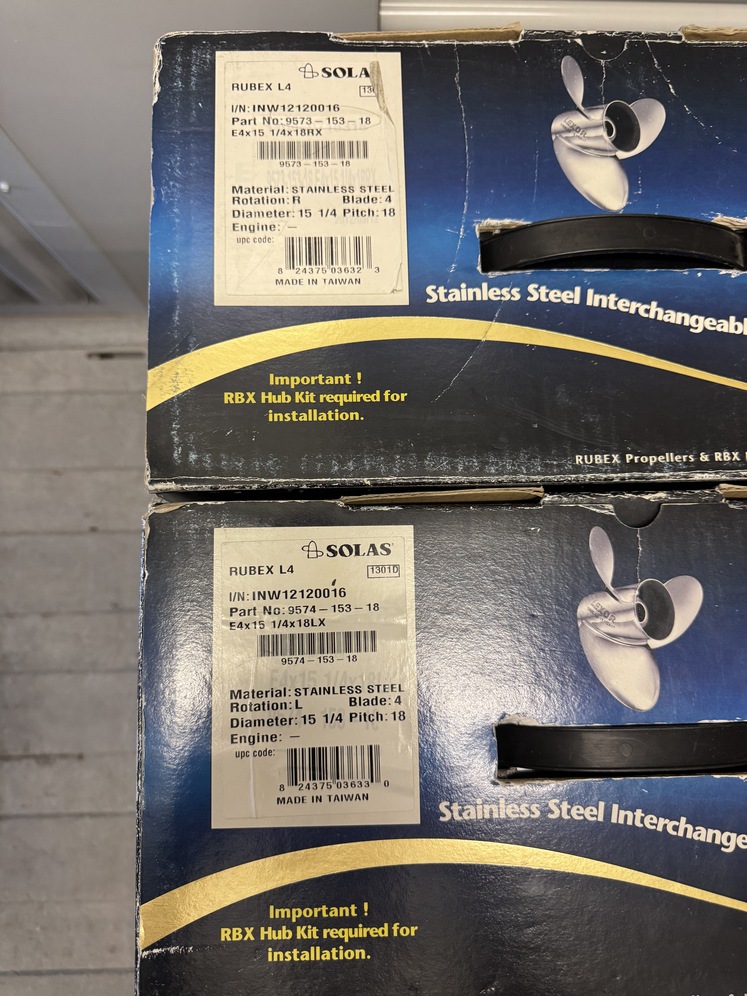 SOLA
RUBEX L4
I/N: INW12120016
Part No: 9573-153-18
E4x15 1/4x18RX
9573-153-18
Material: STAINLESS STEEL
Rotation: R Blade: 4
Diameter: 15 1/4 Pitch: 18
Engine: —
upc code:
8 24375 03632 3
MADE IN TAIWAN
Stainless Steel Interchangeabl
Important !
RBX Hub Kit required for
installation.
RUBEX Propellers & RBX
SOLAS
RUBEX L4
1301D
I/N: INW12120016
Part No: 9574-153-18
E4x15 1/4x18LX
9574-153-18
Material: STAINLESS STEEL
Rotation: L Blade: 4
Diameter: 15 1/4 Pitch: 18
Engine: —
upc code:
8 24375 03633 0
MADE IN TAIWAN
Stainless Steel Interchange
Important !
RBX Hub Kit required for
installation.